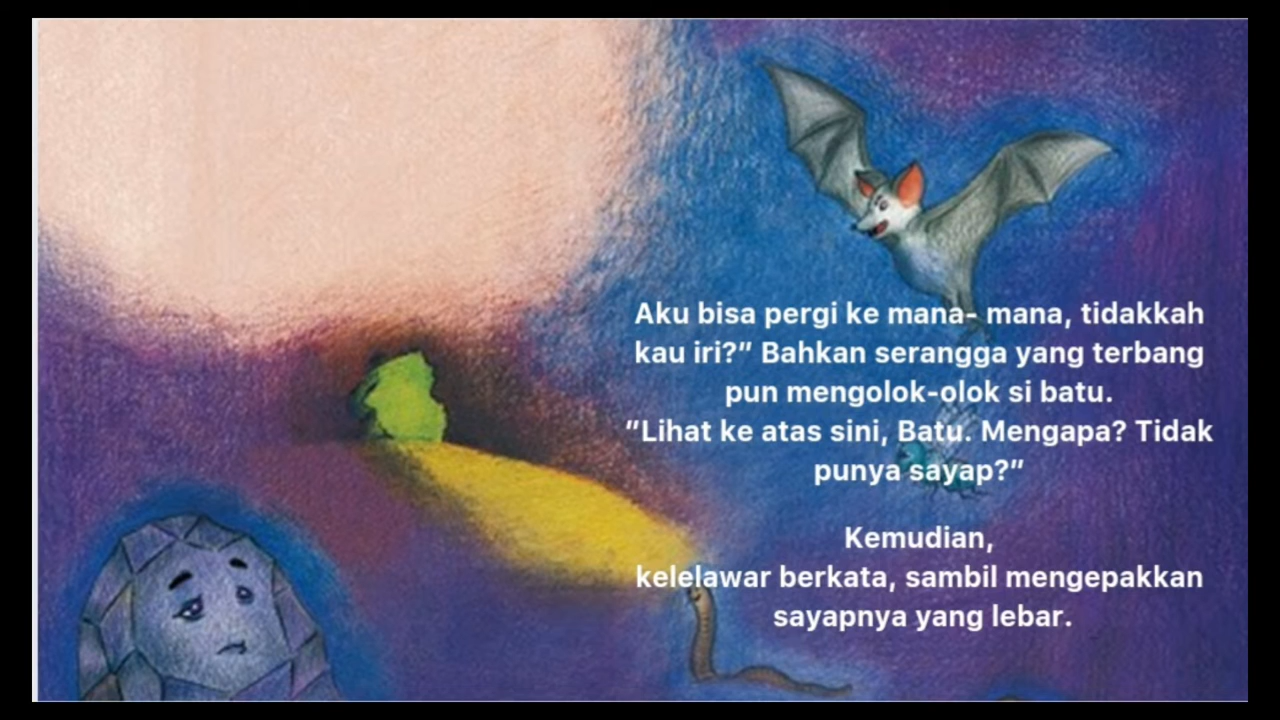 Aku bisa pergi ke mana- mana, tidakkah
kau iri?” Bahkan serangga yang terbang
pun mengolok-olok si batu.
”Lihat ke atas sini, Batu. Mengapa? Tidak
punya sayap?”
Kemudian,
kelelawar berkata, sambil mengepakkan
sayapnya yang lebar.